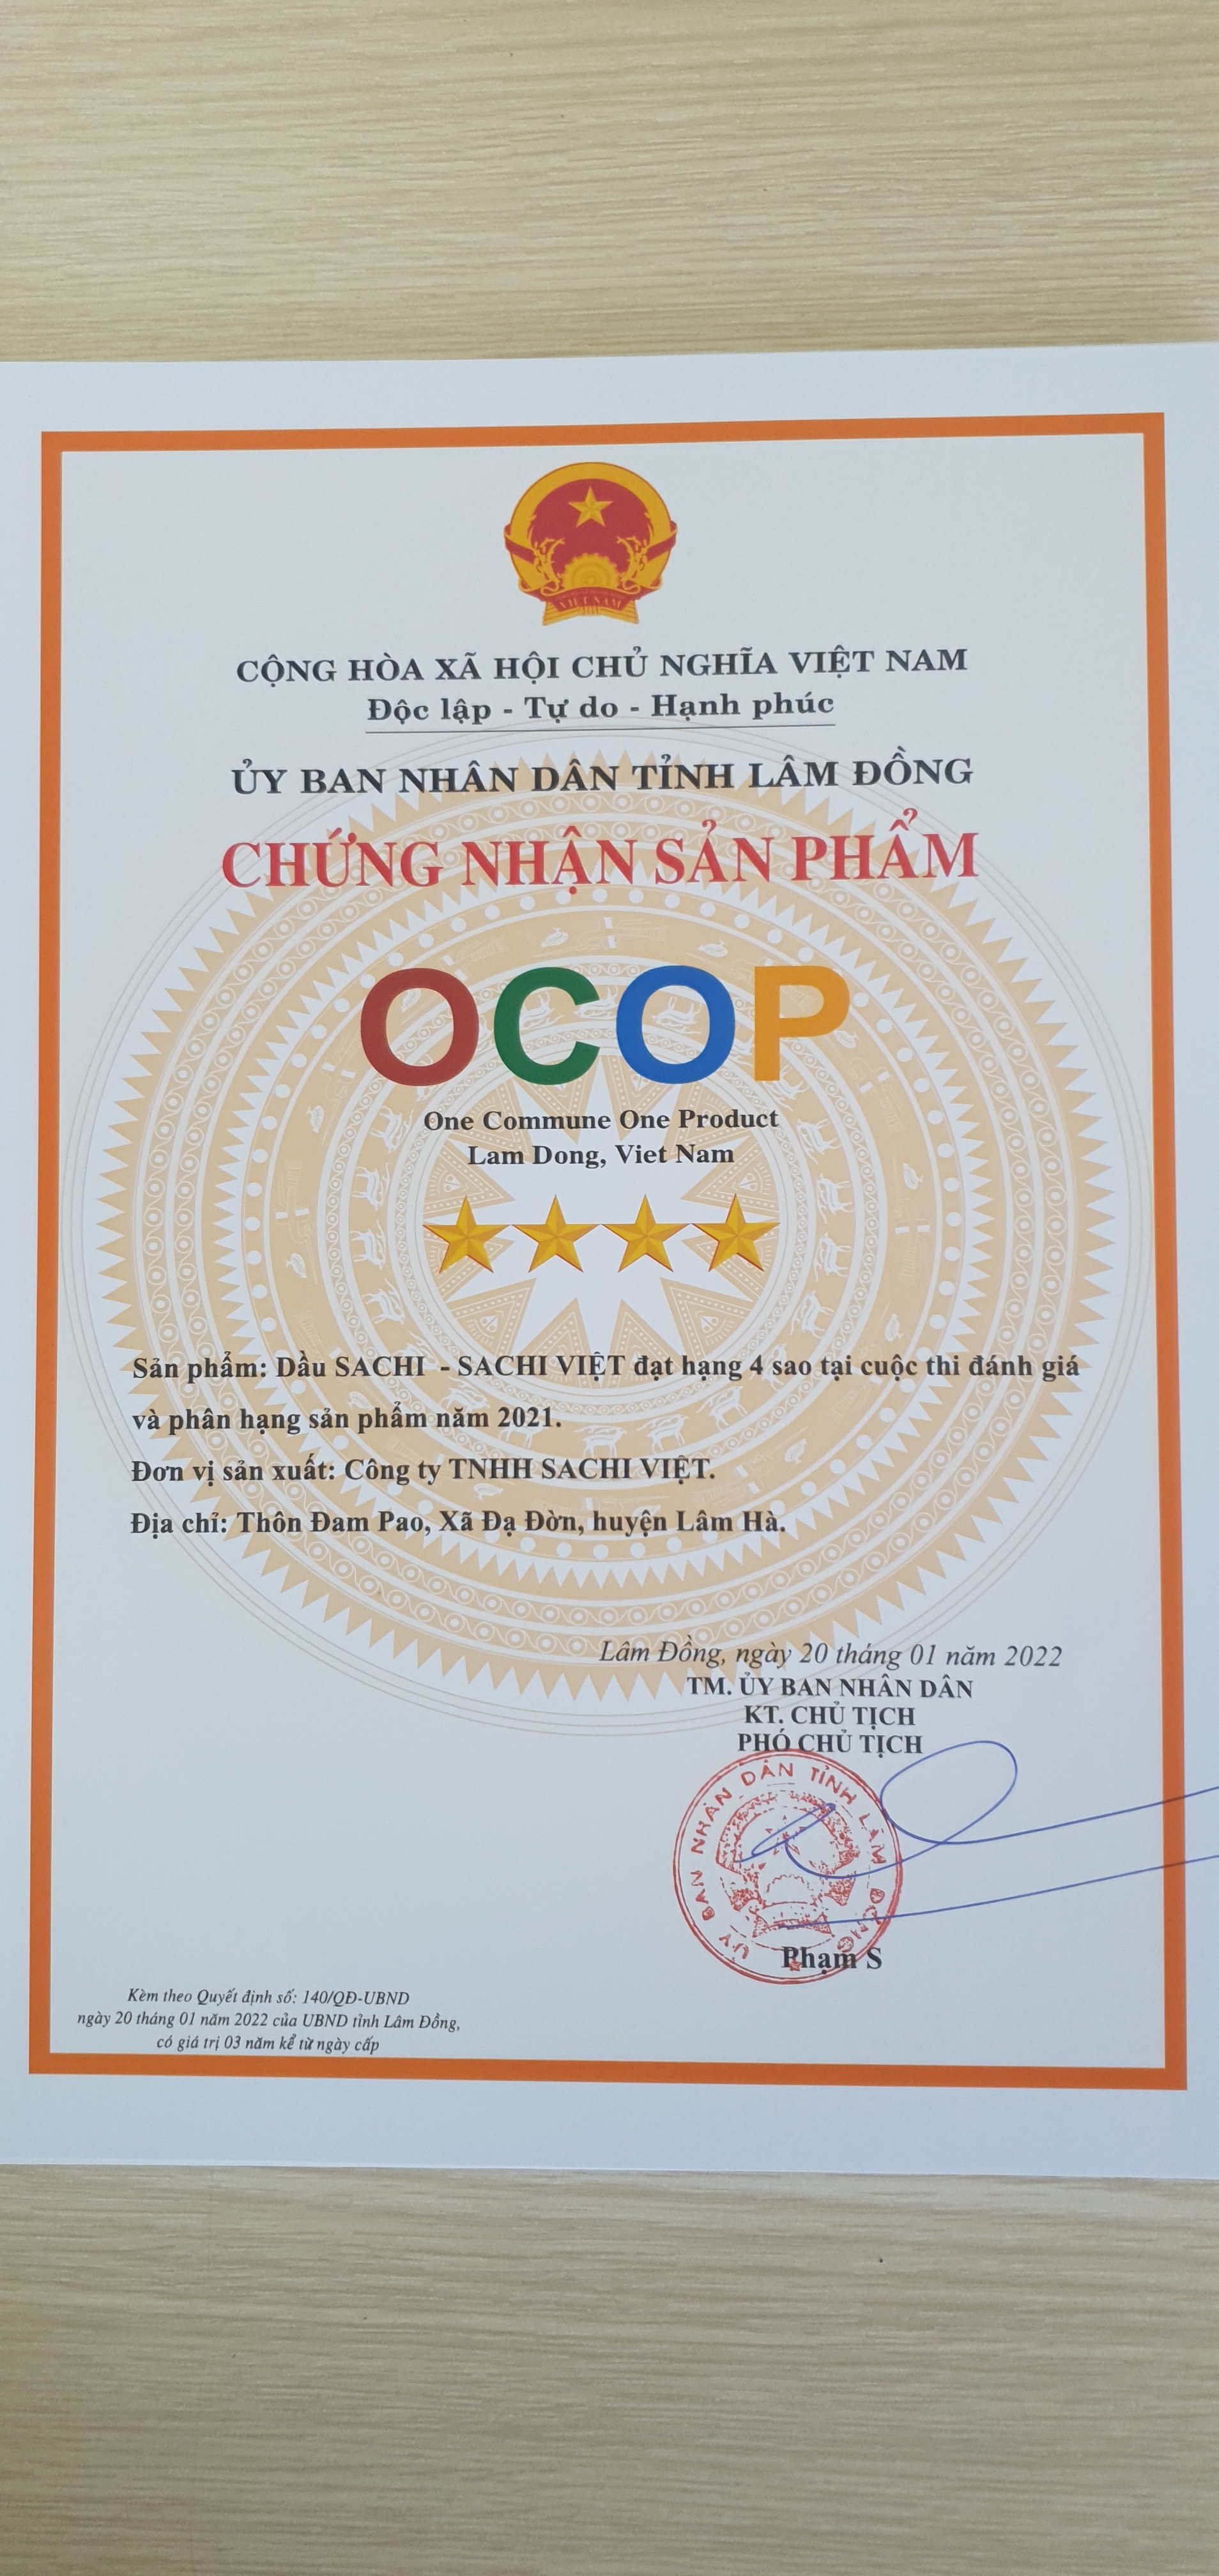 VIỆT NAM
CỘNG HÒA XÃ HỘI CHỦ NGHĨA VIỆT NAM
Độc lập - Tự do - Hạnh phúc
ỦY BAN NHÂN DÂN TỈNH LÂM ĐỒNG
CHỨNG NHẬN SẢN PHẨM
OCOP
One Commune One Product
Lam Dong, Viet Nam
Sản phẩm: Dầu SACHI - SACHI VIỆT đạt hạng 4 sao tại cuộc thi đánh giá
và phân hạng sản phẩm năm 2021.
Đơn vị sản xuất: Công ty TNHH SACHI VIỆT.
Địa chỉ: Thôn Đam Pao, Xã Đạ Đờn, huyện Lâm Hà.
Lâm Đồng, ngày 20 tháng 01 năm 2022
TM. ỦY BAN NHÂN DÂN
KT. CHỦ TỊCH
PHÓ CHỦ TỊCH
ỦY BAN NHÂN DÂN TỈNH LÂM ĐỒNG
Phạm S
Kèm theo Quyết định số: 140/QĐ-UBND
ngày 20 tháng 01 năm 2022 của UBND tỉnh Lâm Đồng,
có giá trị 03 năm kể từ ngày cấp